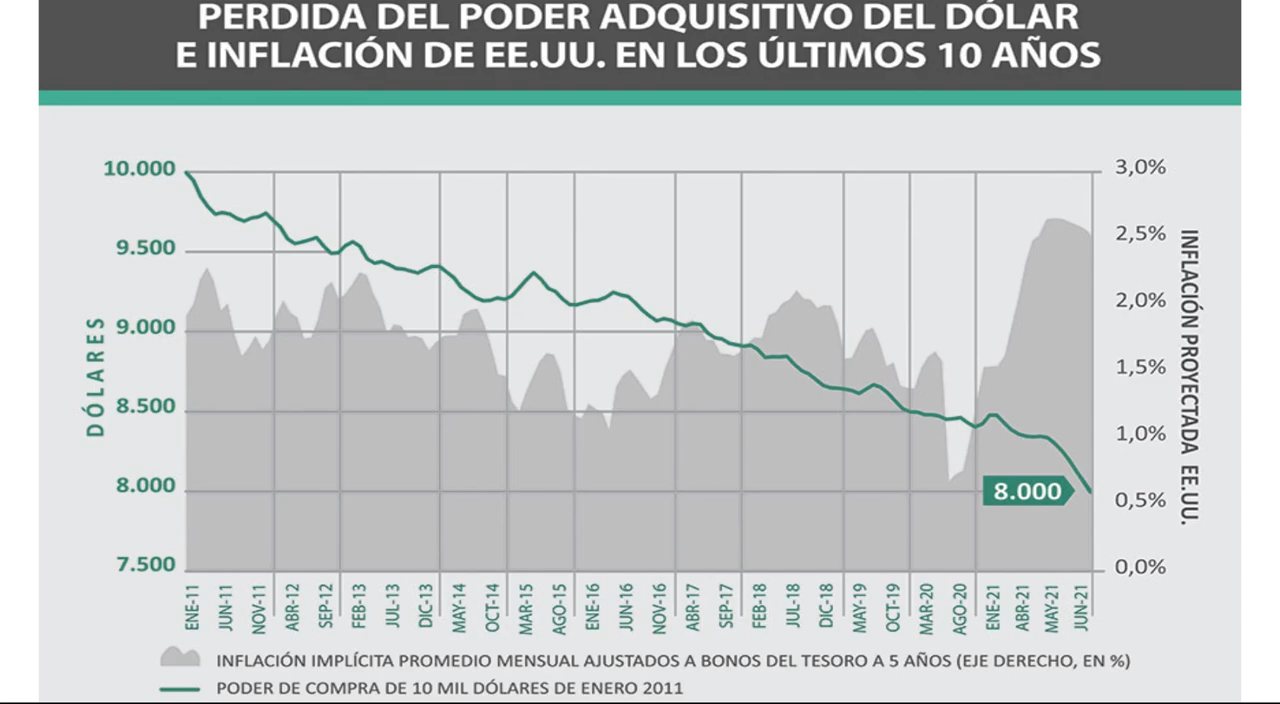 PERDIDA DEL PODER ADQUISITIVO DEL DÓLAR
E INFLACIÓN DE EE.UU. EN LOS ÚLTIMOS 10 AÑOS
DÓLARES
10.000
9.500
9.000
8.500
8.000
7.500
3,0%
2,5%
2,0%
1,5%
1,0%
0,5%
0,0%
INFLACIÓN PROYECTADA EE.UU.
8.000
ENE-11
JUN-11
NOV-11
ABR-12
SEP-12
FEB-13
JUL-13
DIC-13
MAY-14
OCT-14
MAR-15
AGO-15
ENE-16
JUN-16
NOV-16
ABR-17
SEP-17
FEB-18
JUL-18
DIC-18
MAY-19
OCT-19
MAR-20
AGO-20
ENE-21
ABR-21
MAY-21
JUN-21
INFLACIÓN IMPLÍCITA PROMEDIO MENSUAL AJUSTADOS A BONOS DEL TESORO A 5 AÑOS (EJE DERECHO, EN %)
PODER DE COMPRA DE 10 MIL DÓLARES DE ENERO 2011